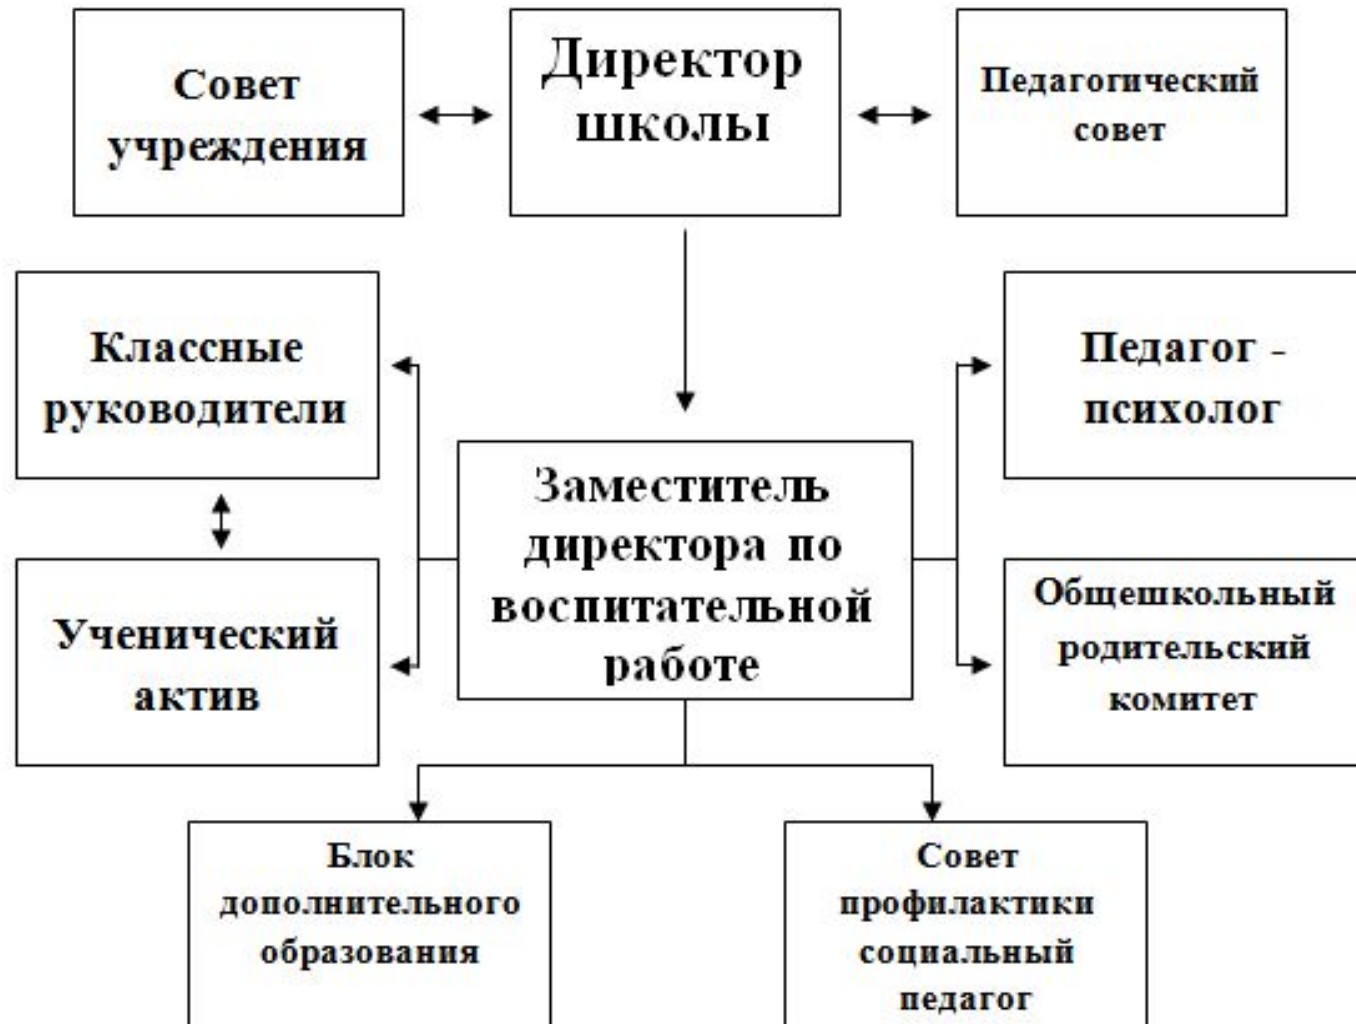 Совет
учреждения
Директор
школы
Педагогический
совет
Классные
руководители
Педагог -
психолог
Заместитель
директора по
воспитательной
работе
Ученический
актив
Общешкольный
родительский
комитет
Блок
дополнительного
образования
Совет
профилактики
социальный
педагог